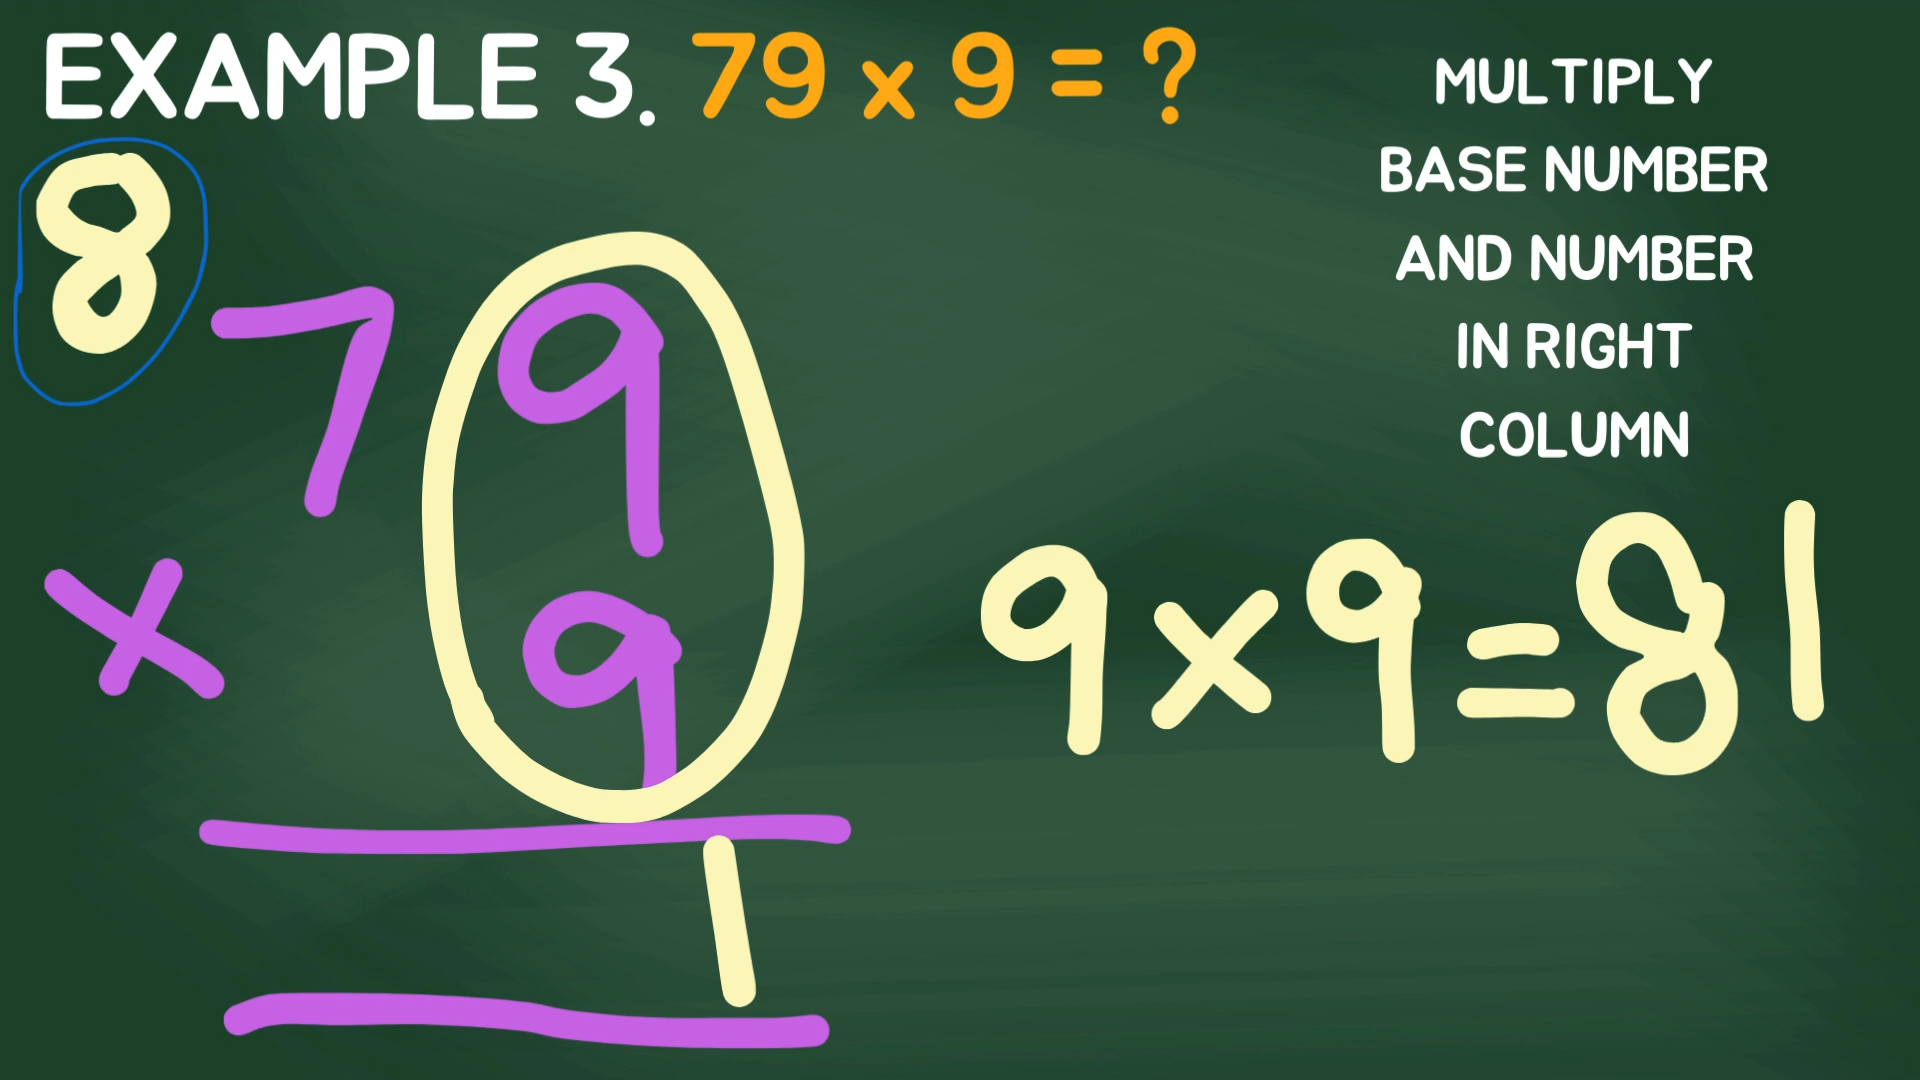 EXAMPLE 3. 79 x 9 = ?
MULTIPLY
BASE NUMBER
AND NUMBER
IN RIGHT
COLUMN
8
79
x 9
1
9x9=81